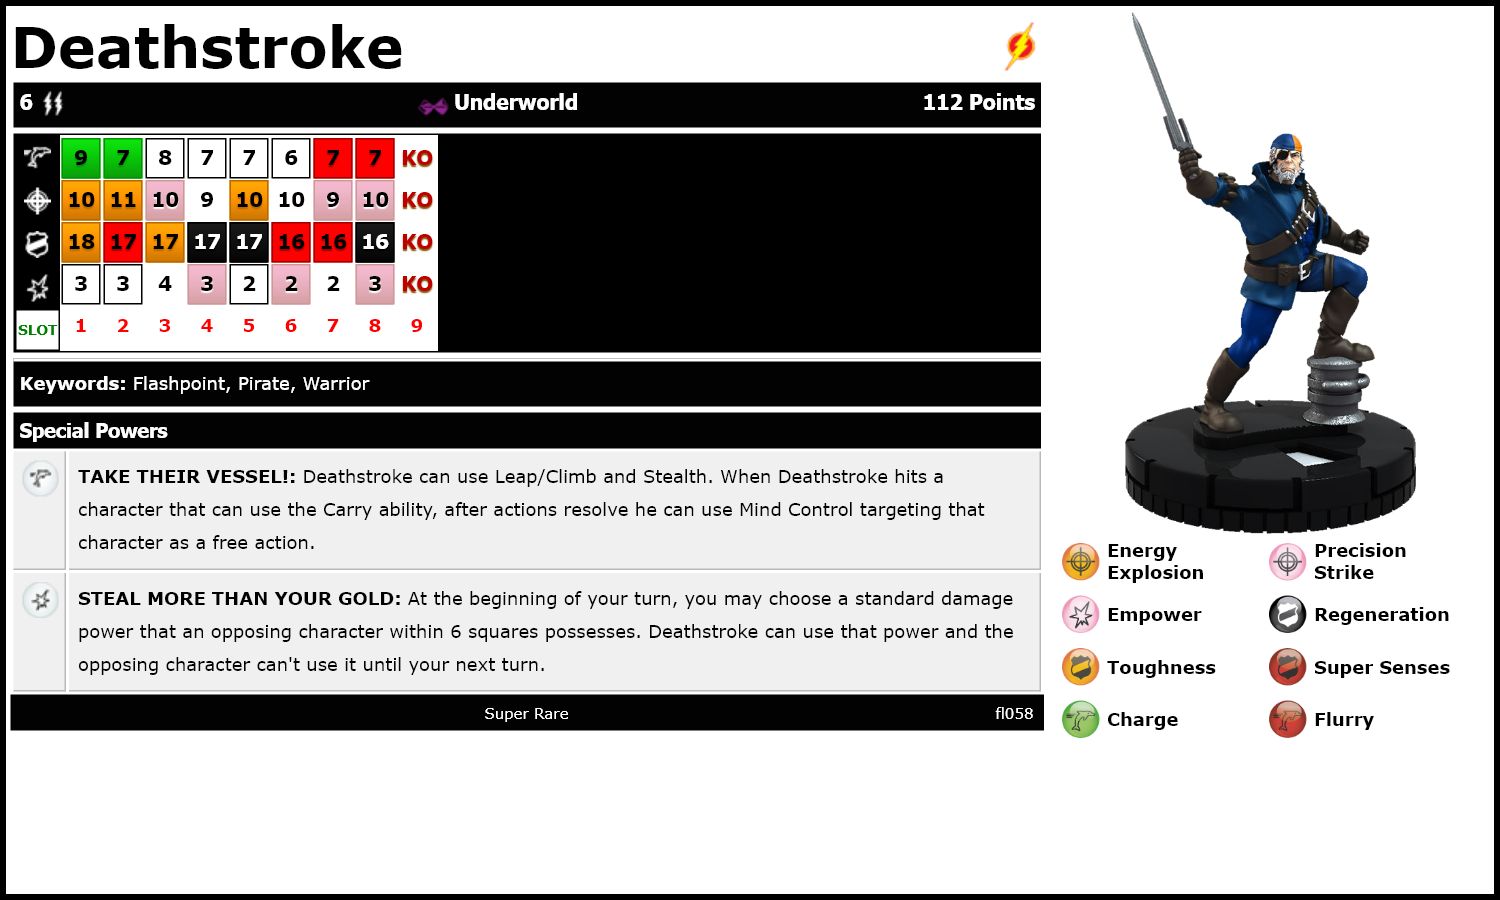 Deathstroke
6 Underworld 112 Points
9 7 8 7 7 6 7 7 KO
10 11 10 9 10 10 9 10 KO
18 17 17 17 17 16 16 16 KO
3 3 4 3 2 2 2 3 KO
SLOT 1 2 3 4 5 6 7 8 9
Keywords: Flashpoint, Pirate, Warrior
Special Powers
TAKE THEIR VESSEL!: Deathstroke can use Leap/Climb and Stealth. When Deathstroke hits a
character that can use the Carry ability, after actions resolve he can use Mind Control targeting that
character as a free action.
STEAL MORE THAN YOUR GOLD: At the beginning of your turn, you may choose a standard damage
power that an opposing character within 6 squares possesses. Deathstroke can use that power and the
opposing character can't use it until your next turn.
Super Rare fl058
Energy
Explosion
Precision
Strike
Empower
Regeneration
Toughness
Super Senses
Charge
Flurry